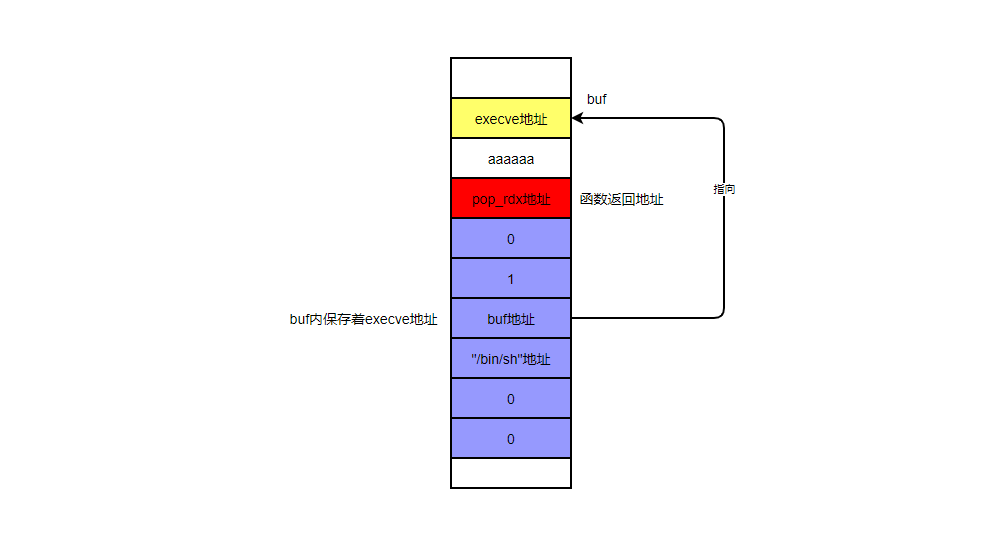 buf
execve地址
aaaaaa
指向
pop_rdx地址
函数返回地址
0
1
buf内保存着execve地址
buf地址
"/bin/sh"地址
0
0